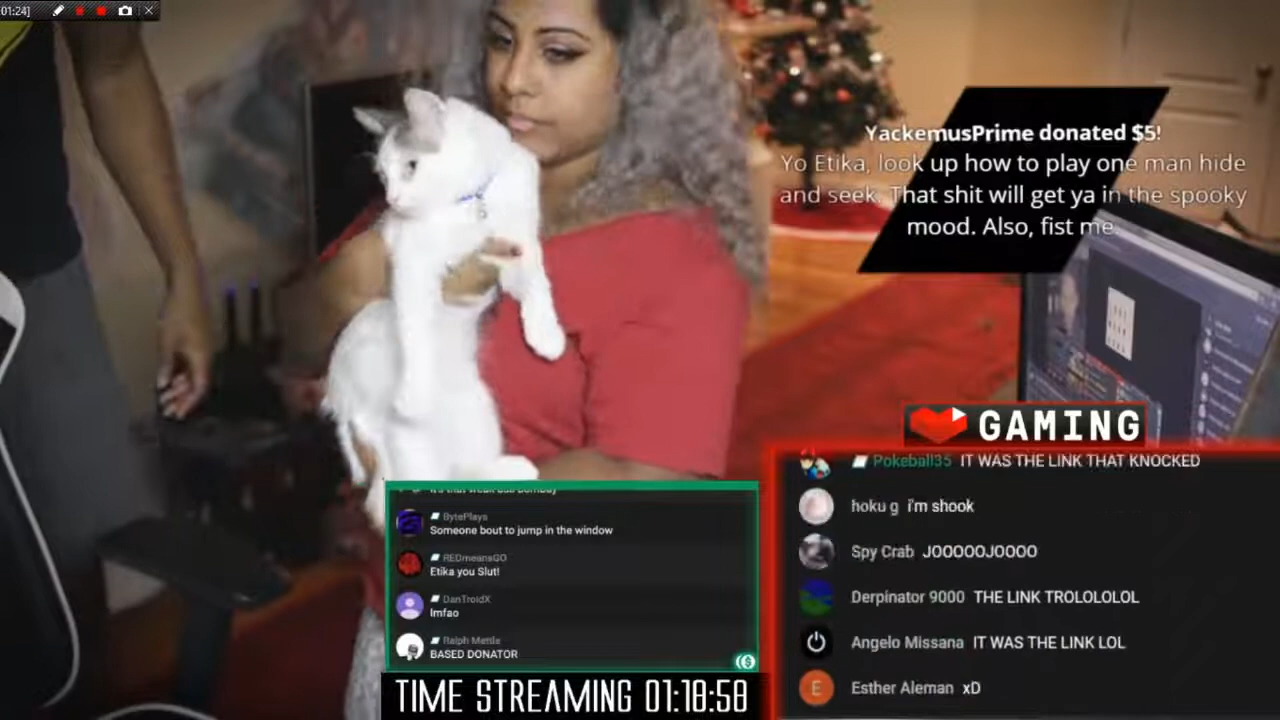 01:24]
YackemusPrime donated $5!
Yo Etika, look up how to play one man hide
and seek. That shit will get ya in the spooky
mood. Also, fist me
GAMING
Pokeball35 IT WAS THE LINK THAT KNOCKED
hoku g i'm shook
Spy Crab JOOOOOJOOOO
Derpinator 9000 THE LINK TROLOLOLOL
Angelo Missana IT WAS THE LINK LOL
Esther Aleman xD
BytePlays
Someone bout to jump in the window
REDmeansGO
Etika you Slut!
DanTroidX
lmfao
Ralph Mertle
BASED DONATOR
TIME STREAMING 01:18:58